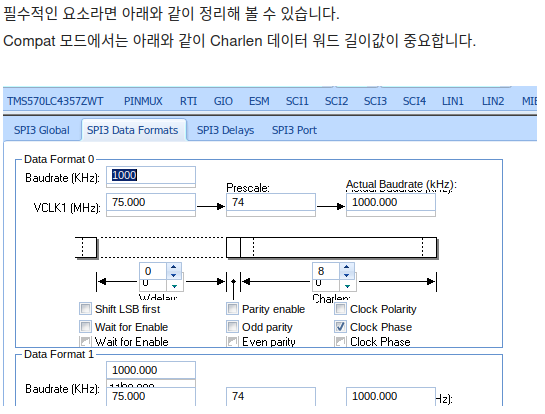 필수적인 요소라면 아래와 같이 정리해 볼 수 있습니다.
Compat 모드에서는 아래와 같이 Charlen 데이터 워드 길이값이 중요합니다.
TMS570LC4357ZWT PINMUX RTI GIO ESM SCI1 SCI2 SCI3 SCI4 LIN1 LIN2
SPI3 Global SPI3 Data Formats SPI3 Delays SPI3 Port
Data Format 0
Baudrate (KHz): 1000
Prescale: Actual Baudrate (kHz):
VCLK1 (MHz): 75.000 74 1000.000
0 8
0 0
Wdelay: Charlen:
Shift LSB first Parity enable Clock Polarity
Wait for Enable Odd parity Clock Phase
Wait for Enable Even parity Clock Phase
Data Format 1
1000.000
Baudrate (KHz):
75.000 74 1000.000